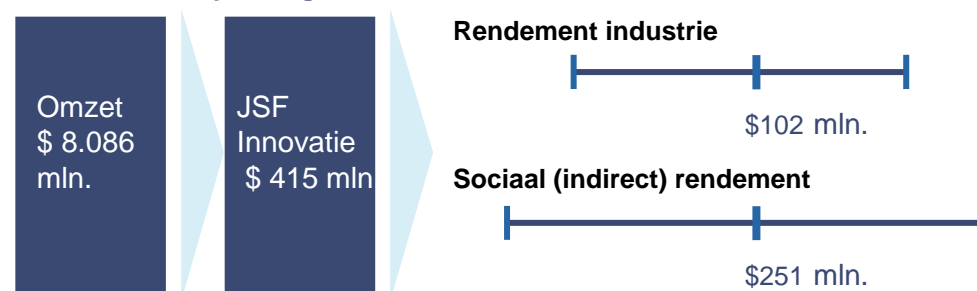 Omzet
$ 8.086
mln.
JSF
Innovatie
$ 415 mln
Rendement industrie
$102 mln.
Sociaal (indirect) rendement
$251 mln.